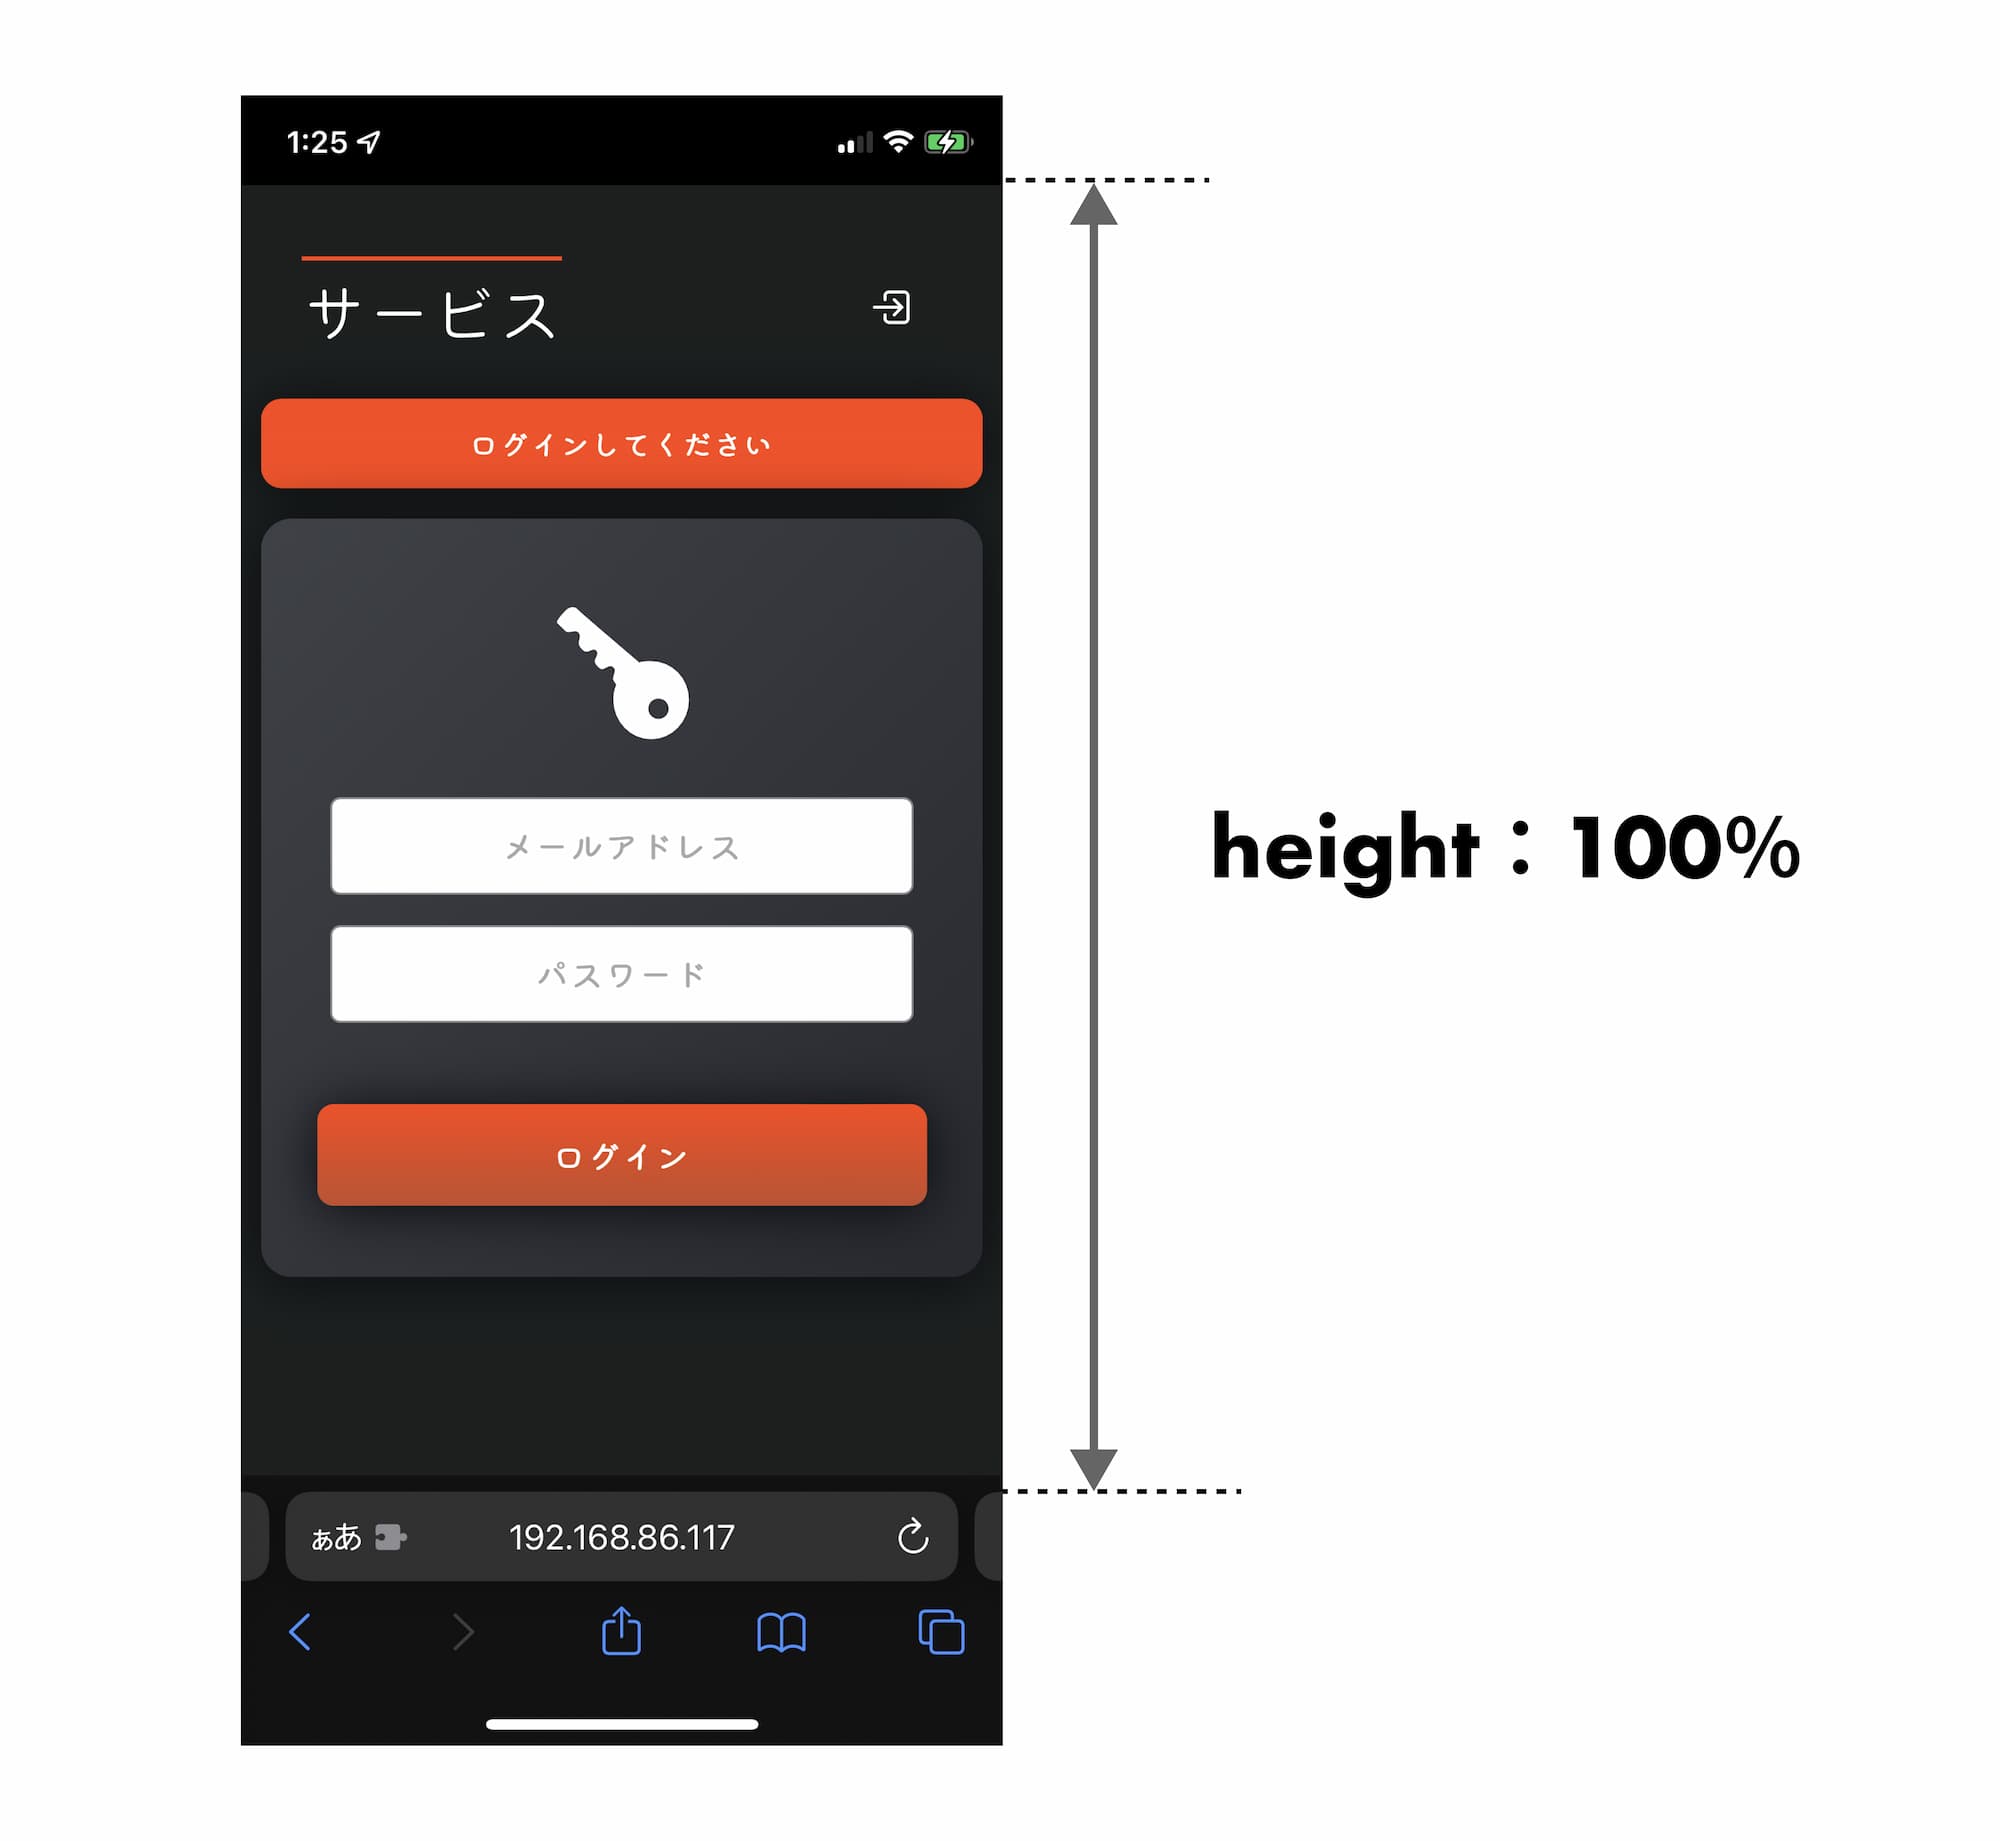 1:25
サービス
ログインしてください
メールアドレス
パスワード
ログイン
height：100%
ぁあ 192.168.86.117